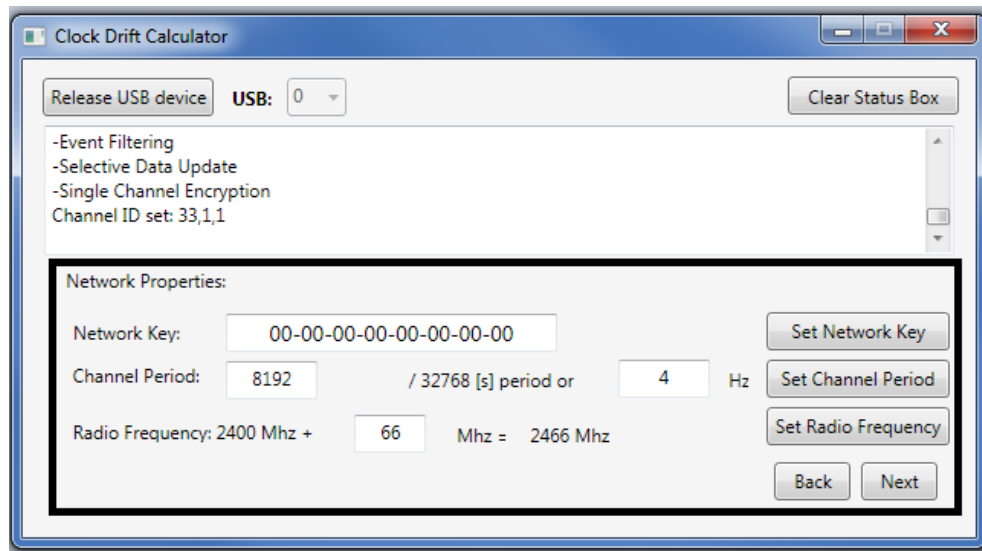 Clock Drift Calculator
Release USB device USB: 0 Clear Status Box
-Event Filtering
-Selective Data Update
-Single Channel Encryption
Channel ID set: 33,1,1
Network Properties:
Network Key: 00-00-00-00-00-00-00-00 Set Network Key
Channel Period: 8192 / 32768 [s] period or 4 Hz Set Channel Period
Radio Frequency: 2400 Mhz + 66 Mhz = 2466 Mhz Set Radio Frequency
Back Next